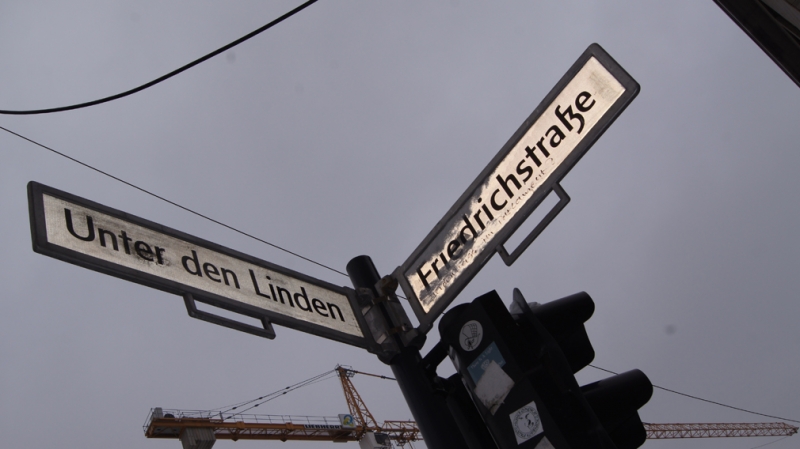 Unter den Linden
Friedrichstraße